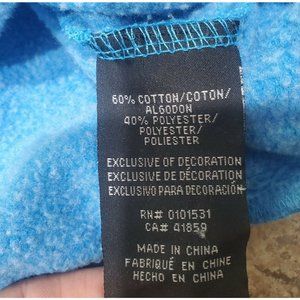 60% COTTON/COTON/
ALGODON
40% POLYESTER/
POLYESTER/
POLIESTER
EXCLUSIVE OF DECORATION
EXCLUSIVE DE DÉCORATION
EXCLUSIVO PARA DECORACIÓN
RN# 0101531
CA# 41859
MADE IN CHINA
FABRIQUÉ EN CHINE
HECHO EN CHINA